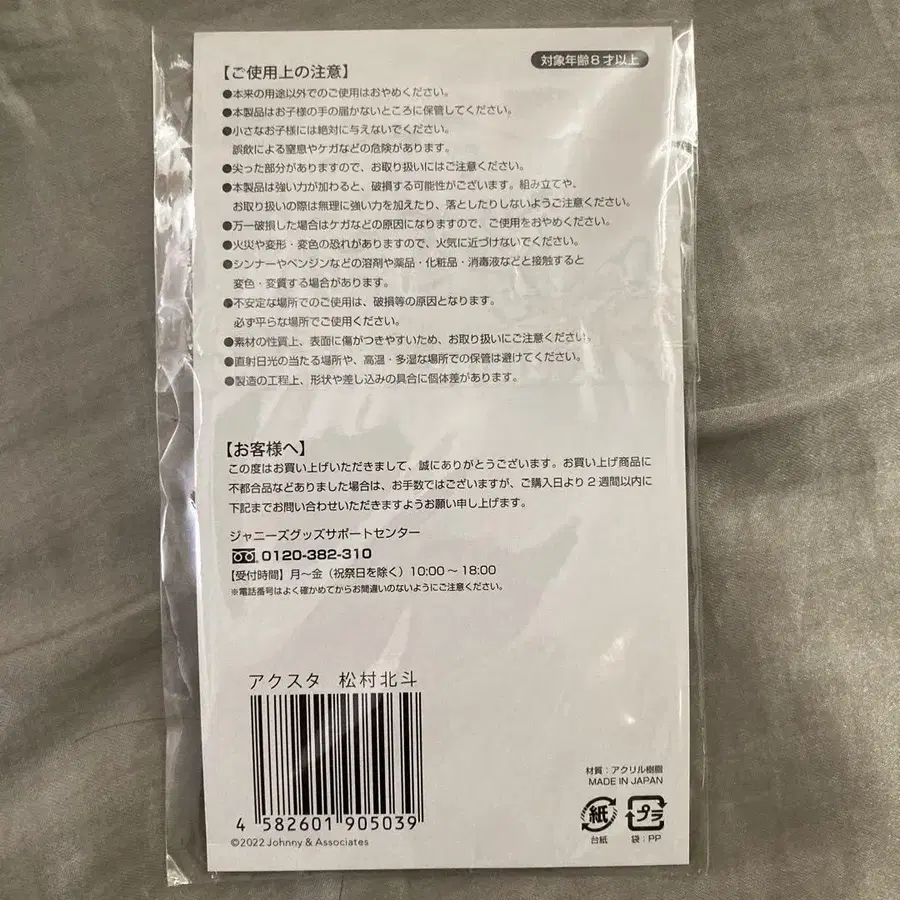 対象年齢8才以上
【ご使用上の注意】
●本来の用途以外でのご使用はおやめください。
●本製品はお子様の手の届かないところに保管してください。
●小さなお子様には絶対に与えないでください。
誤飲による窒息やケガなどの危険があります。
●尖った部分がありますので、お取り扱いにはご注意ください。
●本製品は強い力が加わると、破損する可能性がございます。組み立てや、
お取り扱いの際は無理に強い力を加えたり、落としたりしないようご注意ください。
●万一破損した場合はケガなどの原因になりますので、ご使用をおやめください。
●火災や変形・変色の恐れがありますので、火気に近づけないでください。
●シンナーやベンジンなどの溶剤や薬品・化粧品・消毒液などと接触すると
変色・変質する場合があります。
●不安定な場所でのご使用は、破損等の原因となります。
必ず平らな場所でご使用ください。
●素材の性質上、表面に傷がつきやすいため、お取り扱いにご注意ください。
●直射日光の当たる場所や、高温・多湿な場所での保管は避けてください。
●製造の工程上、形状や差し込みの具合に個体差があります。
【お客様へ】
この度はお買い上げいただきまして、誠にありがとうございます。お買い上げ商品に
不都合品などありました場合は、お手数ではございますが、ご購入日より2週間以内に
下記までお問い合わせいただきますようお願い申し上げます。
ジャニーズグッズサポートセンター
0120-382-310
【受付時間】月〜金（祝祭日を除く）10:00〜18:00
※電話番号はよく確かめてからお間違いのないようにご注意ください。
アクスタ 松村北斗
4 582601 905039
©2022 Johnny & Associates
材質：アクリル樹脂
MADE IN JAPAN
紙 プラ
台紙 袋：PP